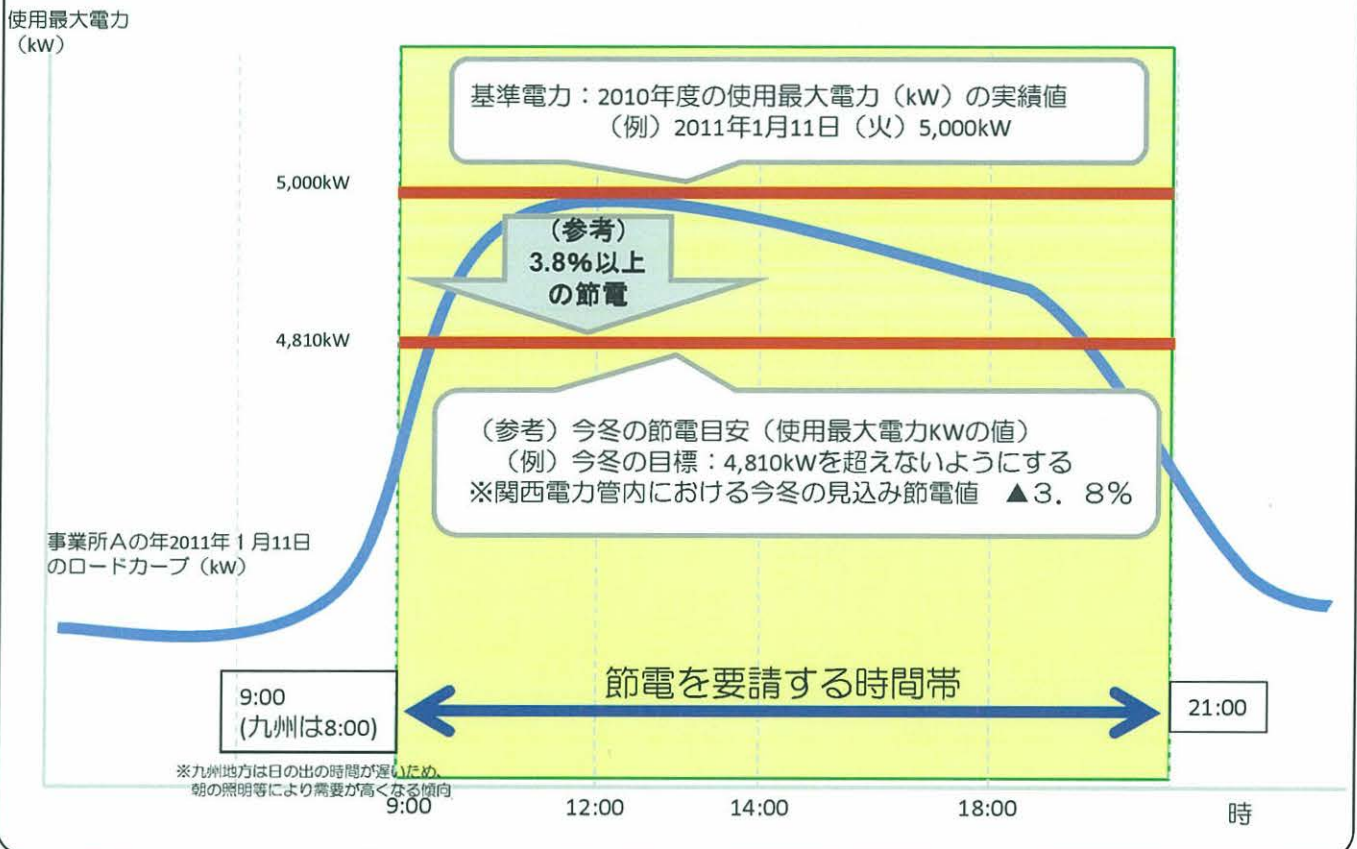 使用最大電力
（kW）
基準電力：2010年度の使用最大電力（kW）の実績値
（例）2011年1月11日（火）5,000kW
5,000kW
（参考）
3.8%以上
の節電
4,810kW
（参考）今冬の節電目安（使用最大電力KWの値）
（例）今冬の目標：4,810kWを超えないようにする
※関西電力管内における今冬の見込み節電値　▲3．8%
事業所Aの年2011年1月11日
のロードカーブ（kW）
節電を要請する時間帯
9:00
(九州は8:00)
21:00
※九州地方は日の出の時間が遅いため、
朝の照明等により需要が高くなる傾向
9:00
12:00
14:00
18:00
時